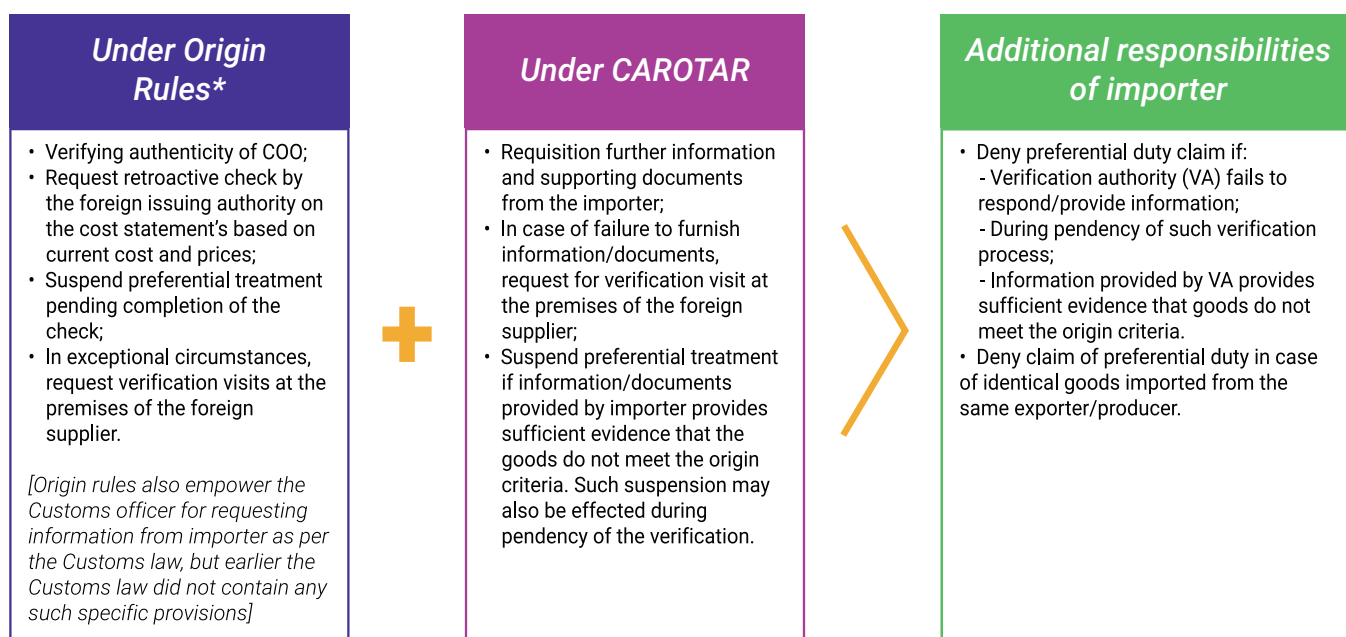 Under Origin
Rules*
• Verifying authenticity of COO;
• Request retroactive check by
the foreign issuing authority on
the cost statement's based on
current cost and prices;
• Suspend preferential treatment
pending completion of the
check;
• In exceptional circumstances,
request verification visits at the
premises of the foreign
supplier.
[Origin rules also empower the
Customs officer for requesting
information from importer as per
the Customs law, but earlier the
Customs law did not contain any
such specific provisions]
Under CAROTAR
• Requisition further information
and supporting documents
from the importer;
• In case of failure to furnish
information/documents,
request for verification visit at
the premises of the foreign
supplier;
• Suspend preferential treatment
if information/documents
provided by importer provides
sufficient evidence that the
goods do not meet the origin
criteria. Such suspension may
also be effected during
pendency of the verification.
Additional responsibilities
of importer
• Deny preferential duty claim if:
- Verification authority (VA) fails to
respond/provide information;
- During pendency of such verification
process;
- Information provided by VA provides
sufficient evidence that goods do not
meet the origin criteria.
• Deny claim of preferential duty in case
of identical goods imported from the
same exporter/producer.